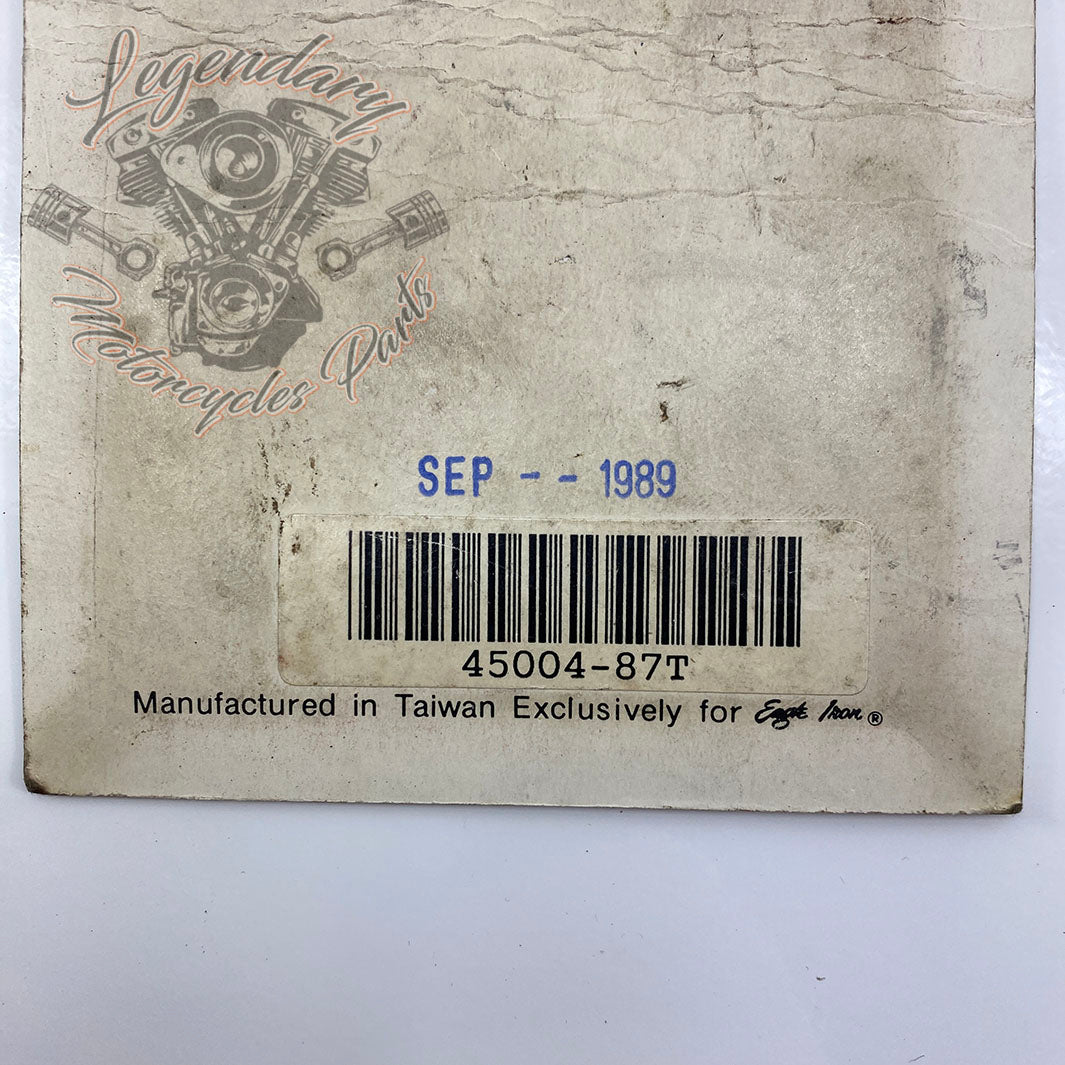 Legendary
Motorcycles Parts
SEP - - 1989
45004-87T
Manufactured in Taiwan Exclusively for Eagle Iron ®